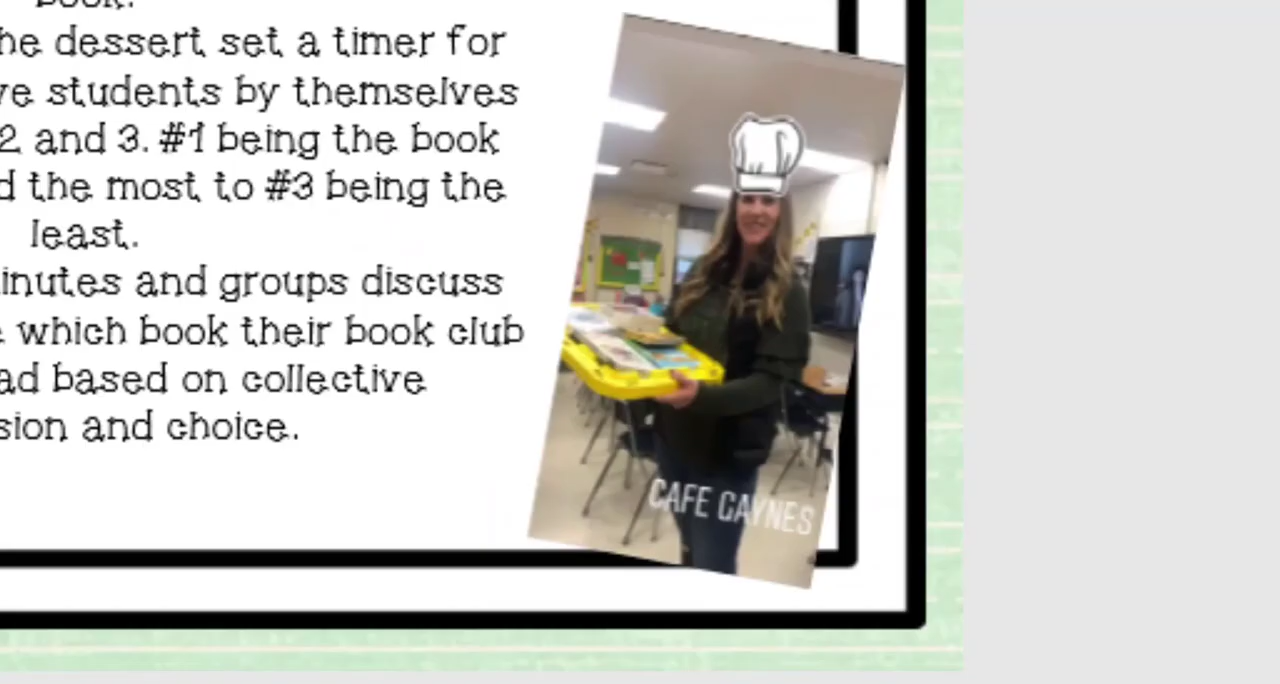 book.
he dessert set a timer for
ve students by themselves
2 and 3. #1 being the book
d the most to #3 being the
least.
inutes and groups discuss
e which book their book club
ad based on collective
sion and choice.
CAFE GAYNES